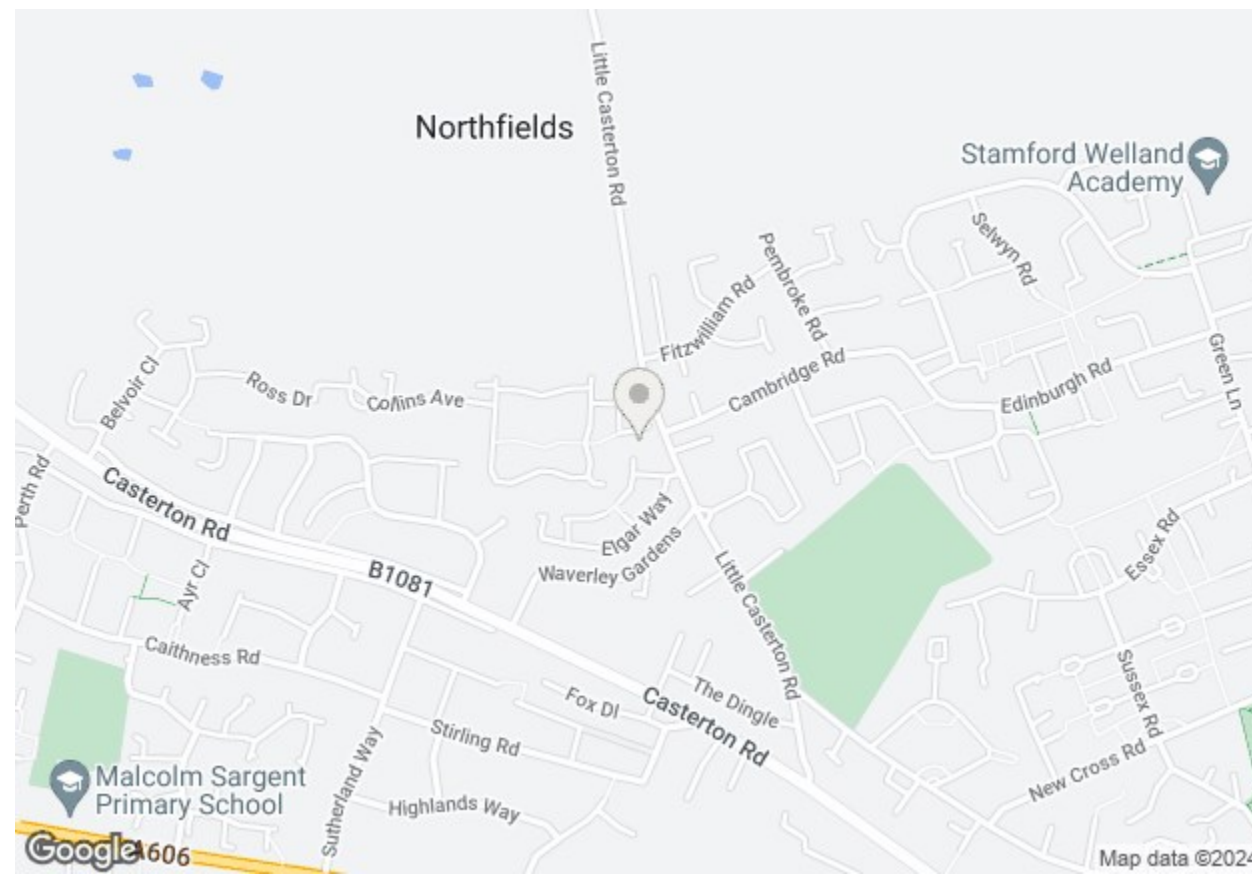 Little Casterton Rd
Northfields
Stamford Welland
Academy
Selwyn Rd
Pembroke Rd
Fitzwilliam Rd
Green Ln
Belvoir Cl
Ross Dr
Collins Ave
Cambridge Rd
Edinburgh Rd
Perth Rd
Casterton Rd
Elgar Way
Essex Rd
Waverley Gardens
B1081
Ayr Cl
Little Casterton Rd
Caithness Rd
Sussex Rd
The Dingle
Fox Dl
Casterton Rd
Stirling Rd
Sutherland Way
New Cross Rd
Malcolm Sargent
Primary School
Highlands Way
Google
A606
Map data ©2024